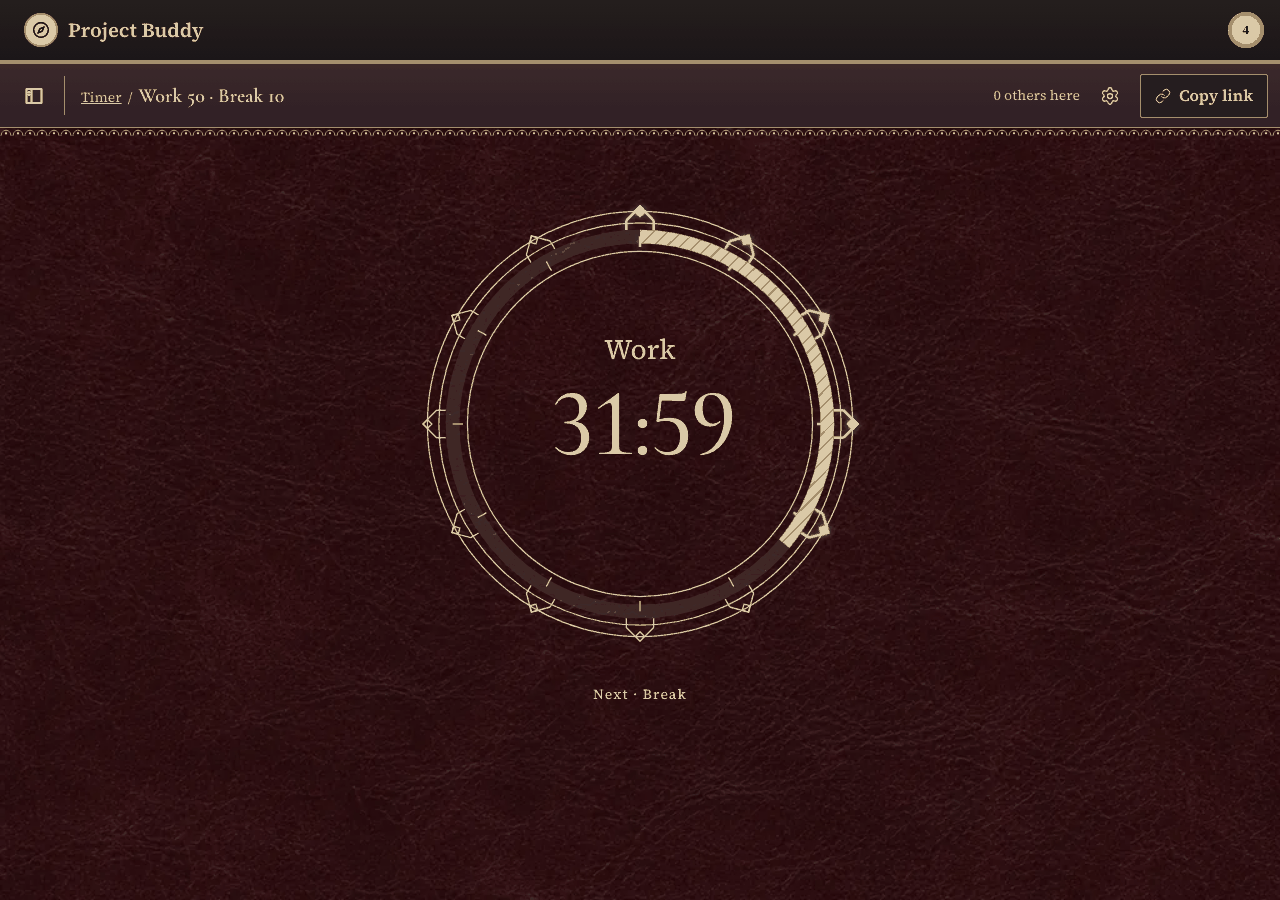 Project Buddy
4
Timer / Work 50 · Break 10
0 others here
Copy link
Work
31:59
Next · Break